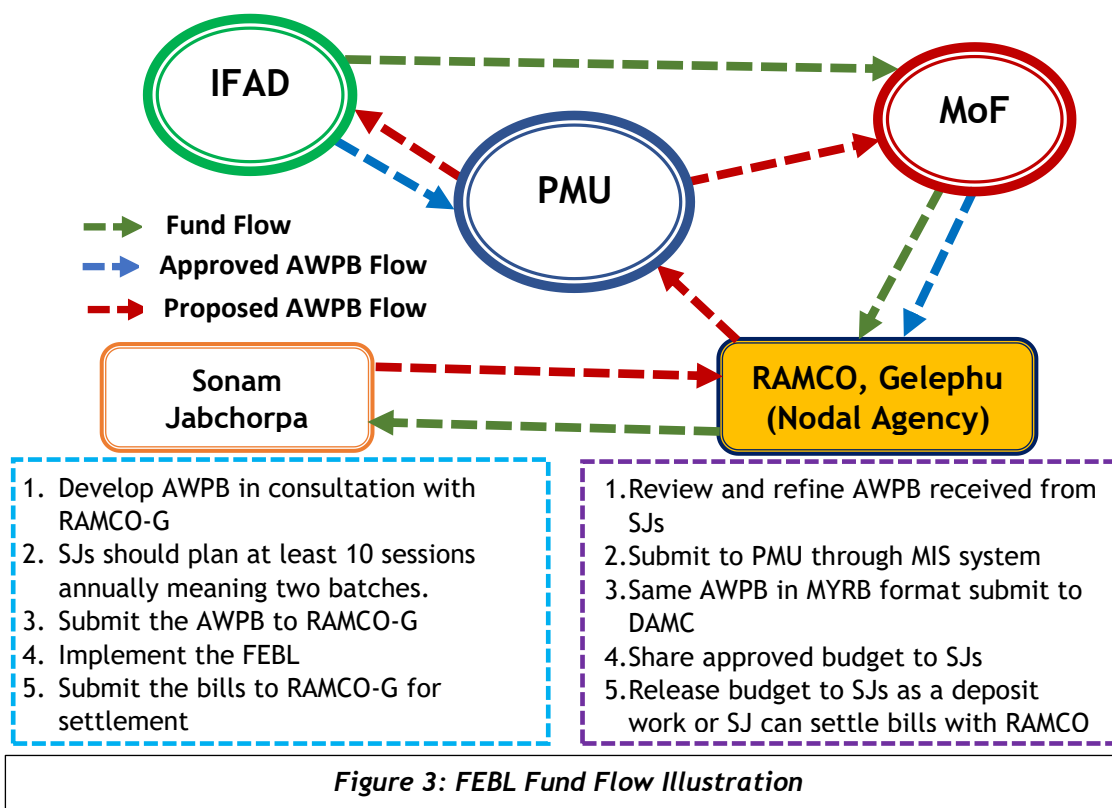 IFAD
MoF
PMU
Fund Flow
Approved AWPB Flow
Proposed AWPB Flow
Sonam
Jabchorpa
RAMCO, Gelephu
(Nodal Agency)
1. Develop AWPB in consultation with
RAMCO-G
2. SJs should plan at least 10 sessions
annually meaning two batches.
3. Submit the AWPB to RAMCO-G
4. Implement the FEBL
5. Submit the bills to RAMCO-G for
settlement
1.Review and refine AWPB received from
SJs
2.Submit to PMU through MIS system
3.Same AWPB in MYRB format submit to
DAMC
4.Share approved budget to SJs
5.Release budget to SJs as a deposit
work or SJ can settle bills with RAMCO
Figure 3: FEBL Fund Flow Illustration